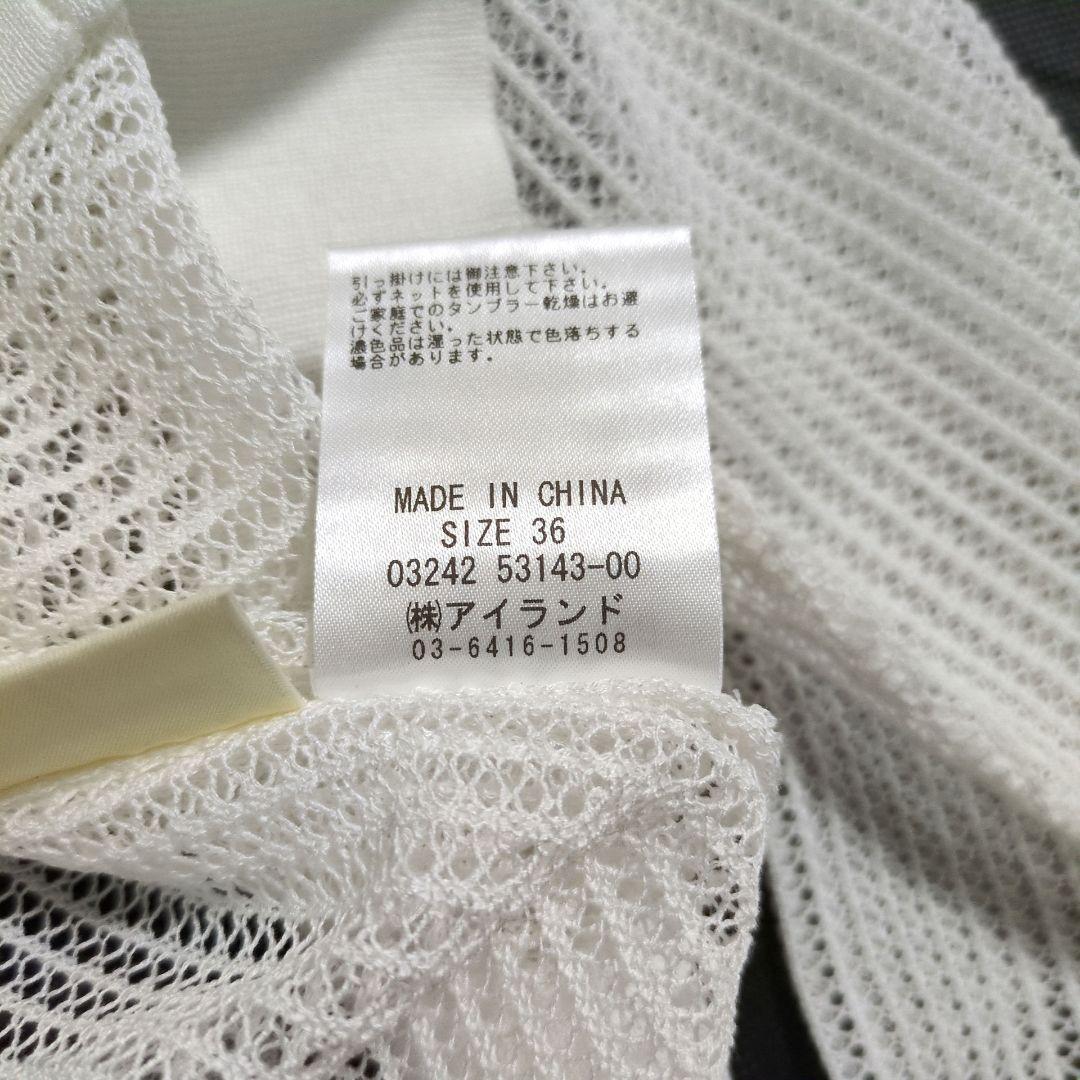 引っ掛けには御注意下さい。
必ずネットを使用して下さい。
ご家庭でのタンブラー乾燥はお避
けください。
濃色品は湿った状態で色落ちする
場合があります。
MADE IN CHINA
SIZE 36
03242 53143-00
㈱アイランド
03-6416-1508